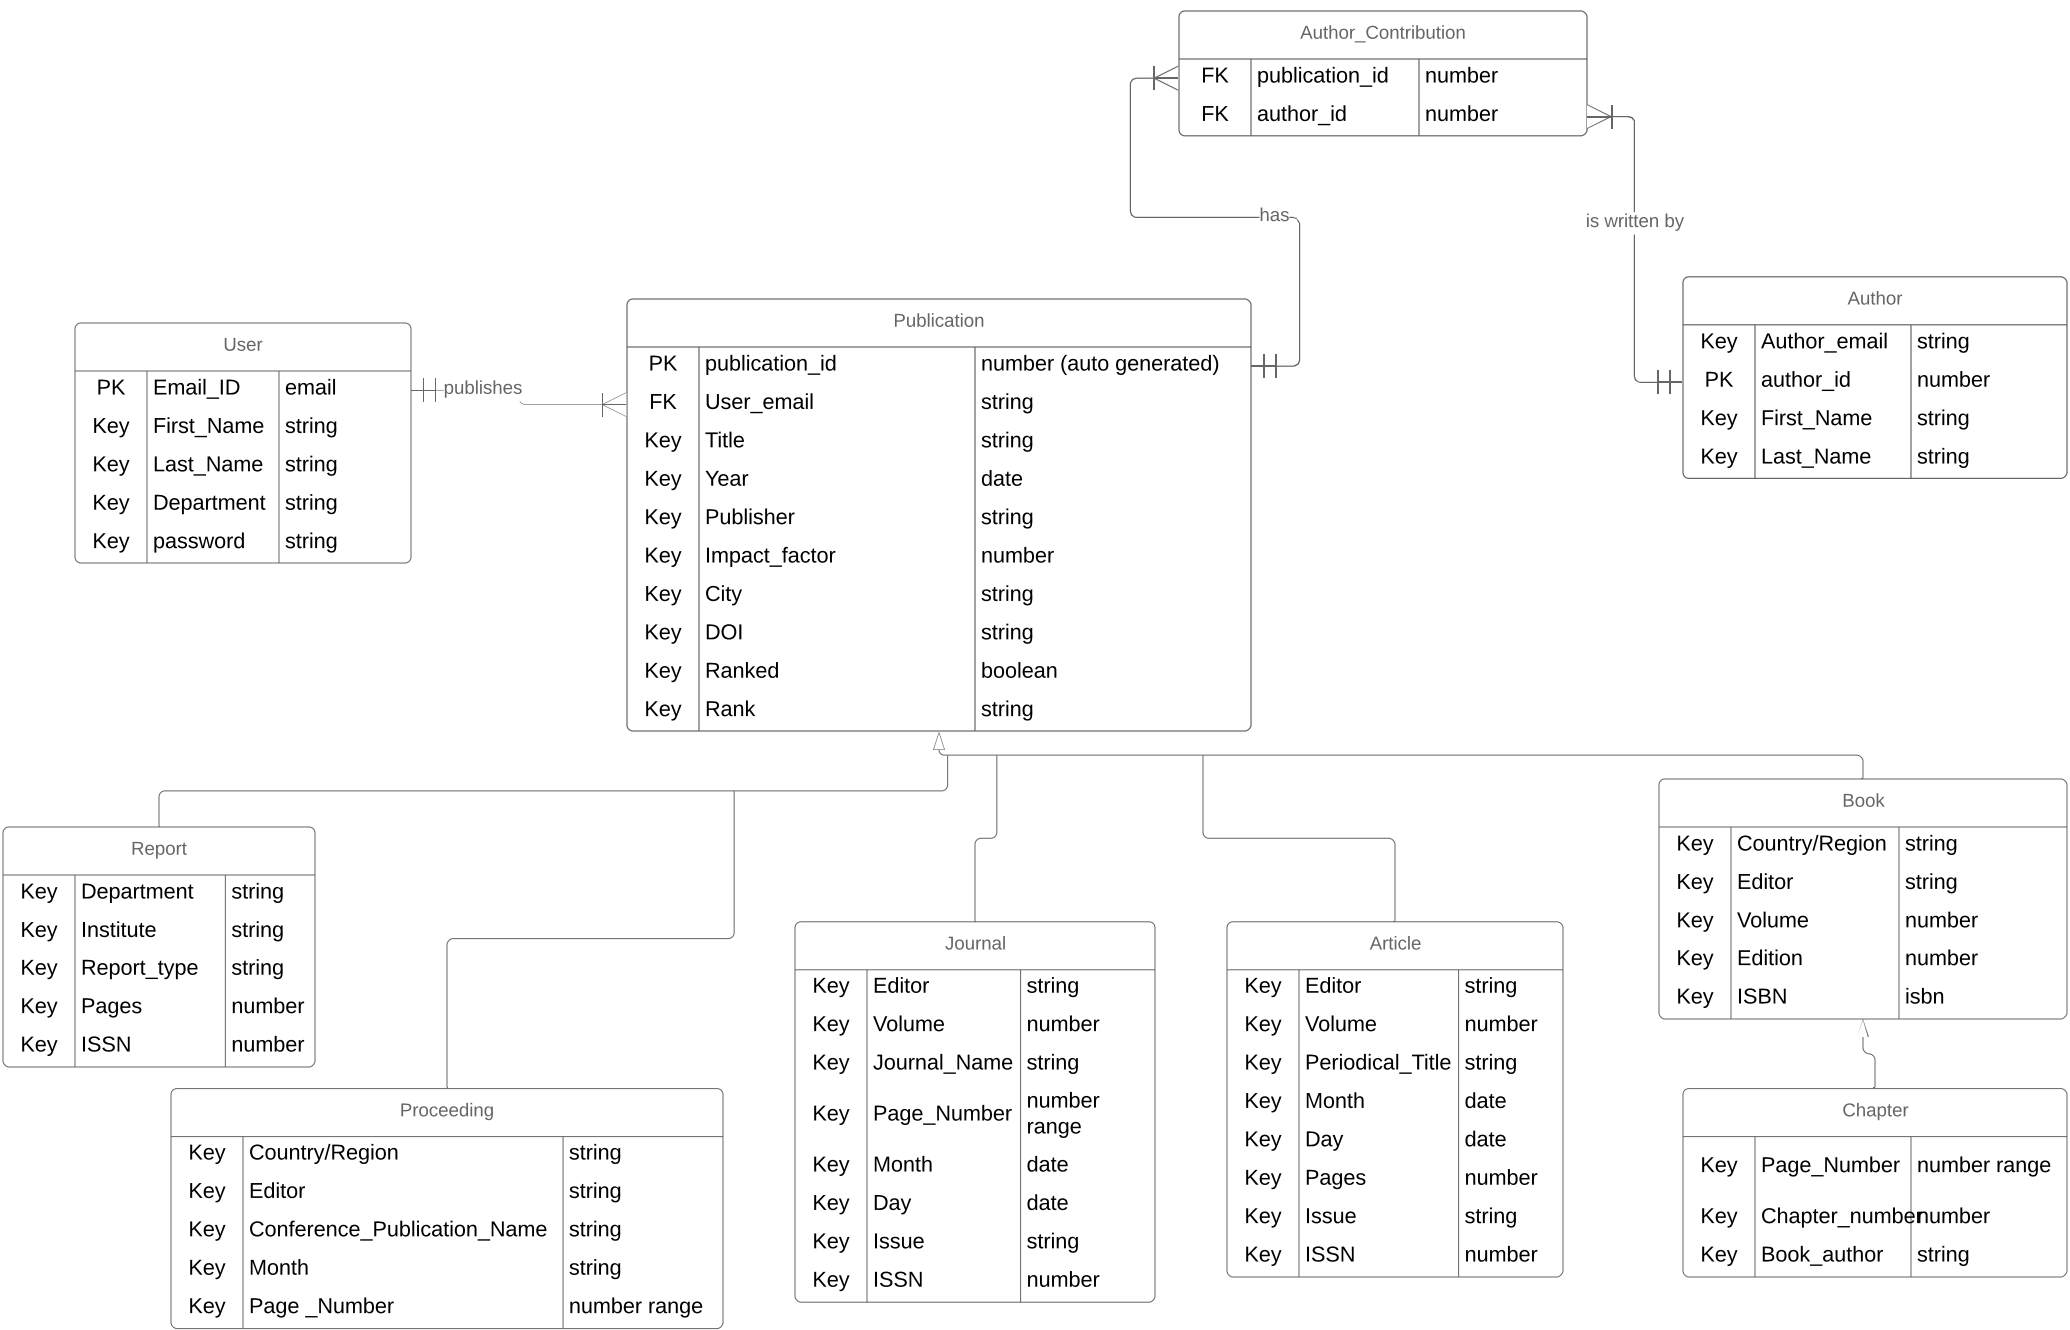 Author_Contribution
FK publication_id number
FK author_id number
has
is written by
Author
Key Author_email string
PK author_id number
Key First_Name string
Key Last_Name string
User
PK Email_ID email
Key First_Name string
Key Last_Name string
Key Department string
Key password string
publishes
Publication
PK publication_id number (auto generated)
FK User_email string
Key Title string
Key Year date
Key Publisher string
Key Impact_factor number
Key City string
Key DOI string
Key Ranked boolean
Key Rank string
Report
Key Department string
Key Institute string
Key Report_type string
Key Pages number
Key ISSN number
Proceeding
Key Country/Region string
Key Editor string
Key Conference_Publication_Name string
Key Month string
Key Page _Number number range
Journal
Key Editor string
Key Volume number
Key Journal_Name string
Key Page_Number number
range
Key Month date
Key Day date
Key Issue string
Key ISSN number
Article
Key Editor string
Key Volume number
Key Periodical_Title string
Key Month date
Key Day date
Key Pages number
Key Issue string
Key ISSN number
Book
Key Country/Region string
Key Editor string
Key Volume number
Key Edition number
Key ISBN isbn
Chapter
Key Page_Number number range
Key Chapter_number number
Key Book_author string